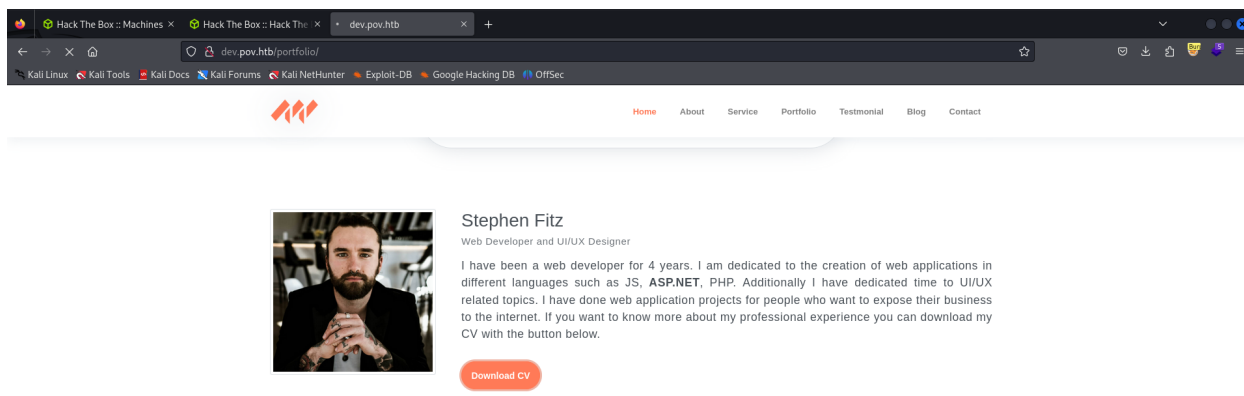 Hack The Box :: Machines
Hack The Box :: Hack The
dev.pov.htb
dev.pov.htb/portfolio/
Kali Linux Kali Tools Kali Docs Kali Forums Kali NetHunter Exploit-DB Google Hacking DB OffSec
Home About Service Portfolio Testmonial Blog Contact
Stephen Fitz
Web Developer and UI/UX Designer
I have been a web developer for 4 years. I am dedicated to the creation of web applications in
different languages such as JS, ASP.NET, PHP. Additionally I have dedicated time to UI/UX
related topics. I have done web application projects for people who want to expose their business
to the internet. If you want to know more about my professional experience you can download my
CV with the button below.
Download CV